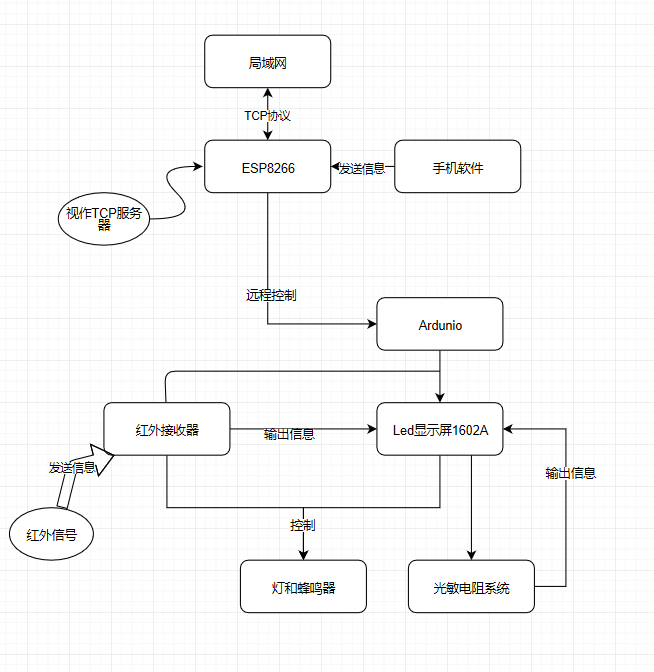 局域网
TCP协议
ESP8266
发送信息
手机软件
视作TCP服务
器
远程控制
Ardunio
红外接收器
输出信息
Led显示屏1602A
发送信息
输出信息
红外信号
控制
灯和蜂鸣器
光敏电阻系统